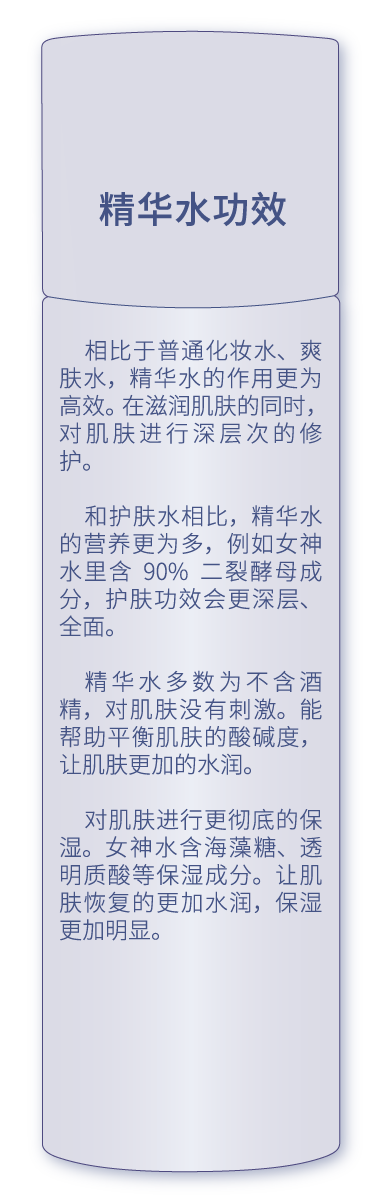 精华水功效
相比于普通化妆水、爽
肤水，精华水的作用更为
高效。在滋润肌肤的同时，
对肌肤进行深层次的修
护。
和护肤水相比，精华水
的营养更为多，例如女神
水里含 90% 二裂酵母成
分，护肤功效会更深层、
全面。
精华水多数为不含酒
精，对肌肤没有刺激。能
帮助平衡肌肤的酸碱度，
让肌肤更加的水润。
对肌肤进行更彻底的保
湿。女神水含海藻糖、透
明质酸等保湿成分。让肌
肤恢复的更加水润，保湿
更加明显。